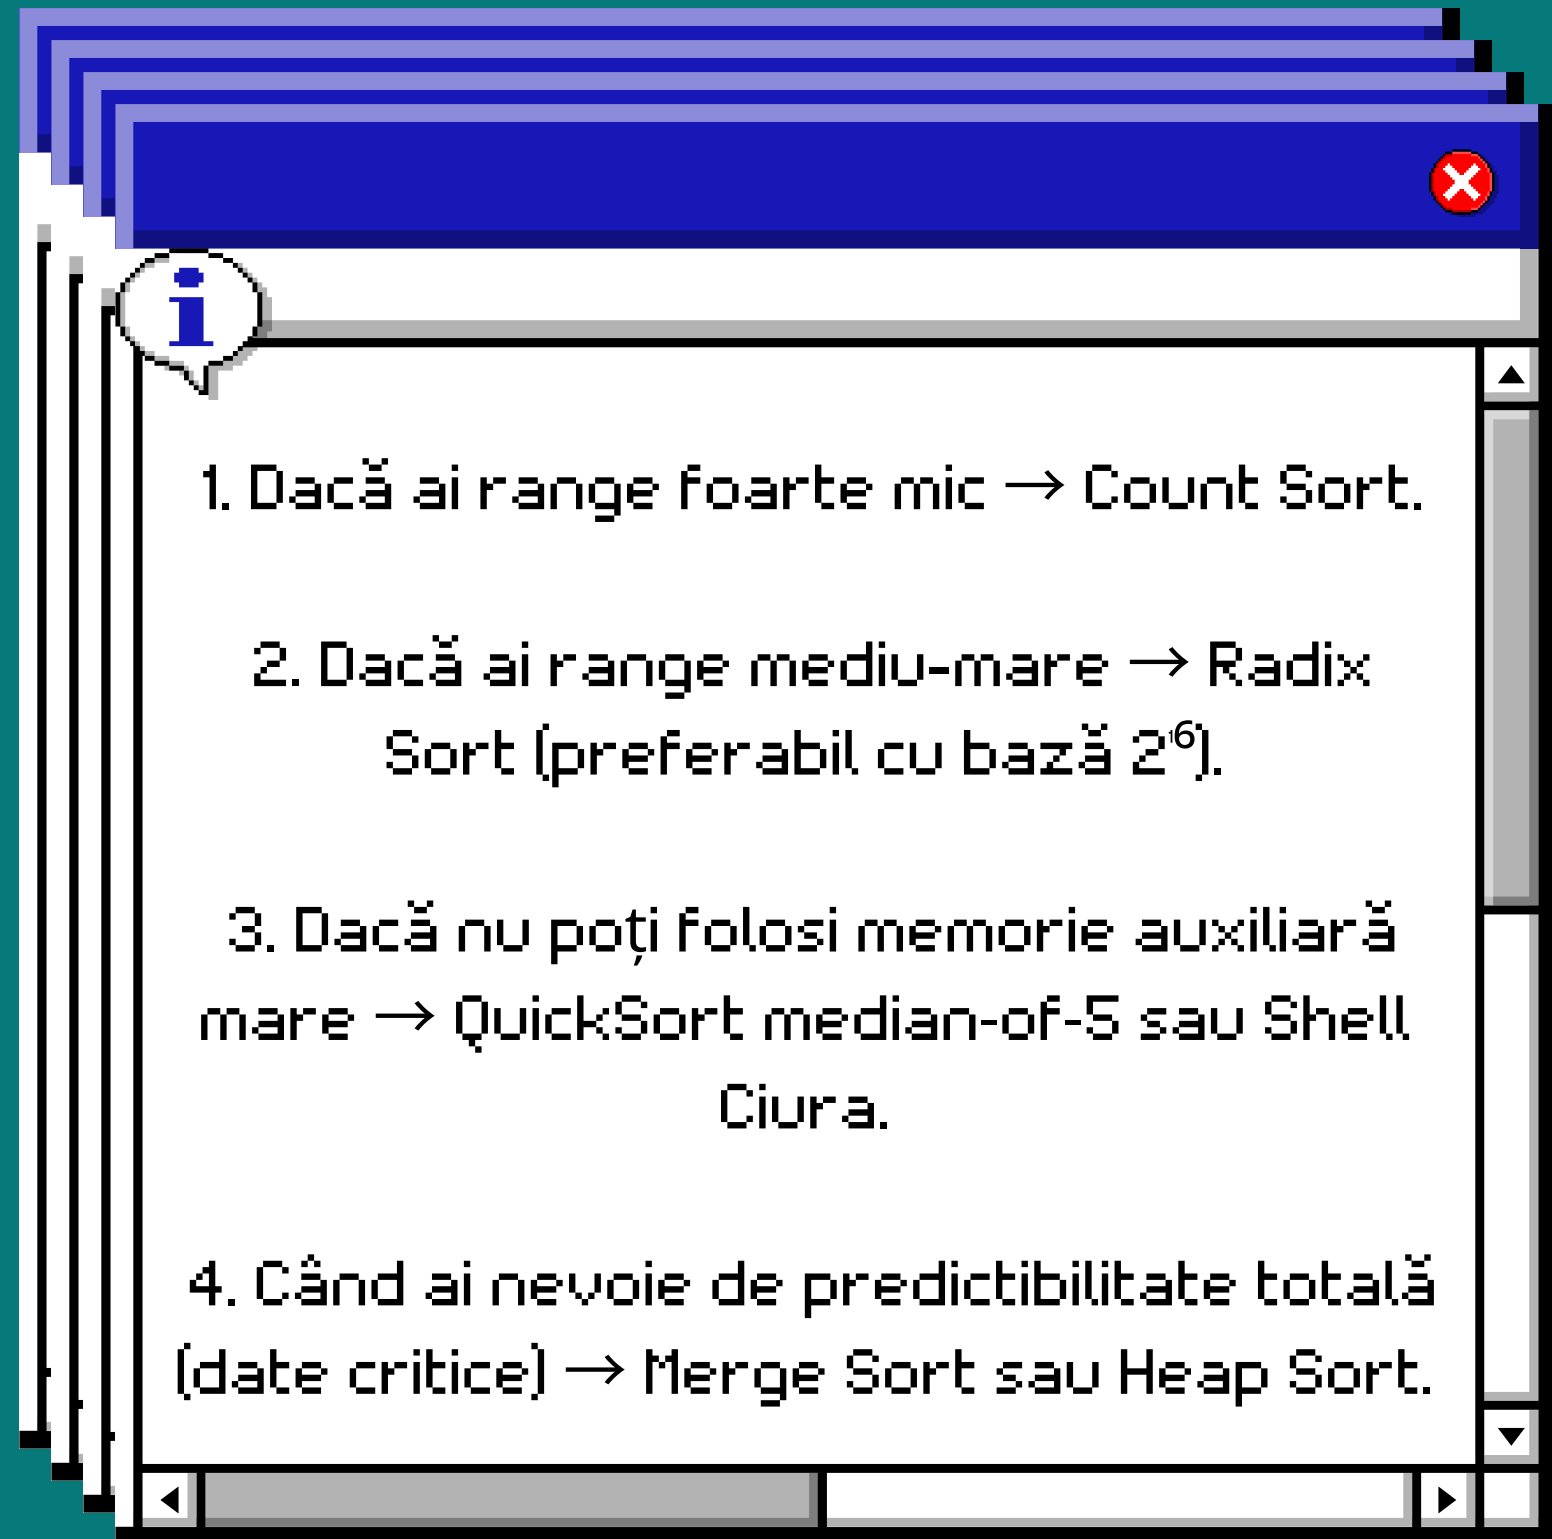 i
1. Dacă ai range foarte mic → Count Sort.
2. Dacă ai range mediu-mare → Radix
Sort (preferabil cu bază 2¹⁶).
3. Dacă nu poți folosi memorie auxiliară
mare → QuickSort median-of-5 sau Shell
Ciura.
4. Când ai nevoie de predictibilitate totală
(date critice) → Merge Sort sau Heap Sort.